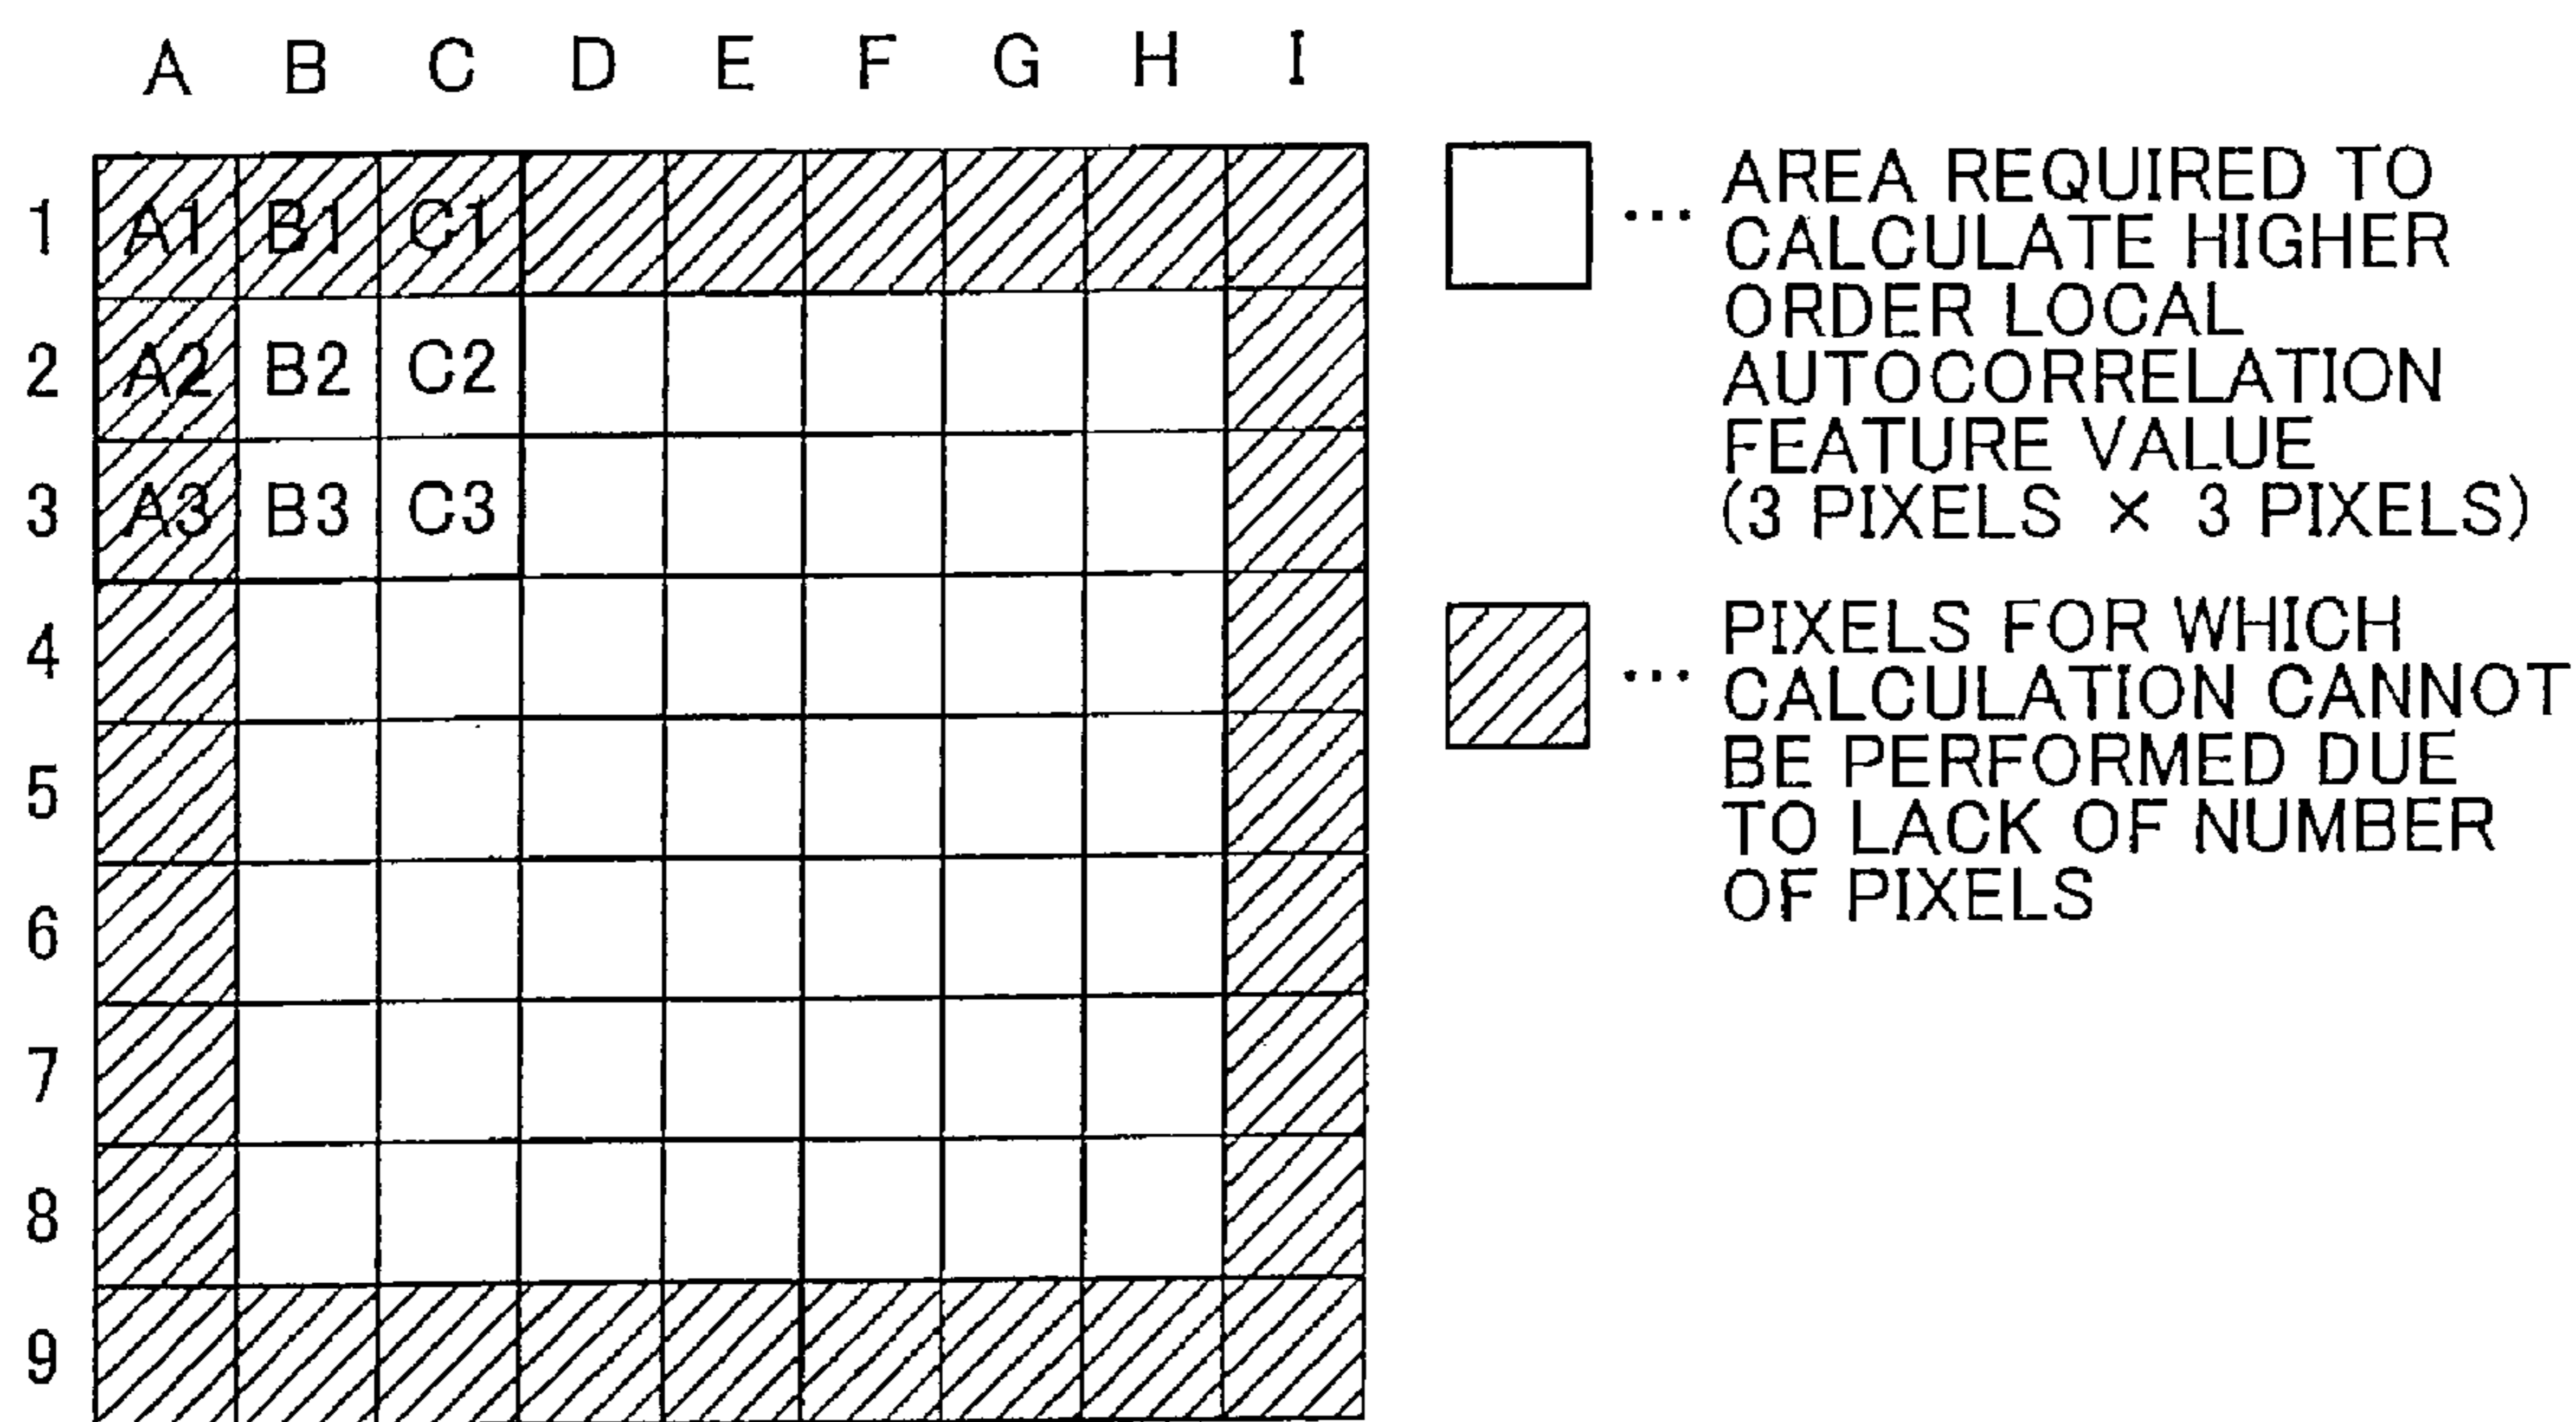 A B C D E F G H I
1 A1 B1 C1
2 A2 B2 C2
3 A3 B3 C3
4
5
6
7
8
9
... AREA REQUIRED TO
CALCULATE HIGHER
ORDER LOCAL
AUTOCORRELATION
FEATURE VALUE
(3 PIXELS × 3 PIXELS)
... PIXELS FOR WHICH
CALCULATION CANNOT
BE PERFORMED DUE
TO LACK OF NUMBER
OF PIXELS